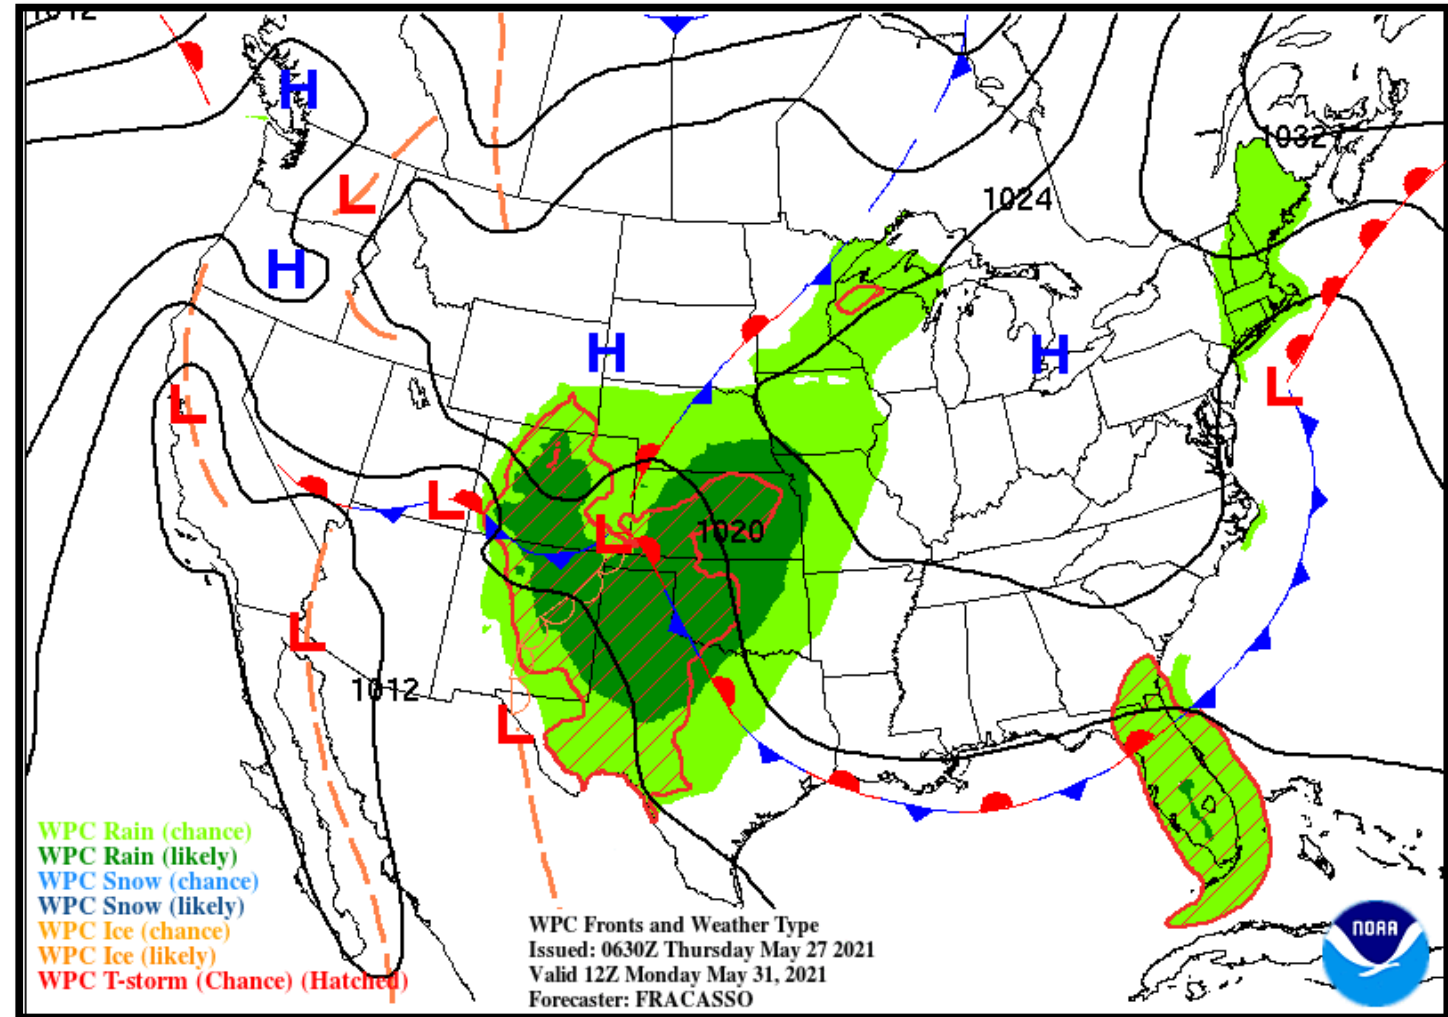 1012
H
1032
L
1024
H
H
H
L
L
L
L
1020
L
1012
L
WPC Rain (chance)
WPC Rain (likely)
WPC Snow (chance)
WPC Snow (likely)
WPC Ice (chance)
WPC Ice (likely)
WPC T-storm (Chance) (Hatched)
WPC Fronts and Weather Type
Issued: 0630Z Thursday May 27 2021
Valid 12Z Monday May 31, 2021
Forecaster: FRACASSO
NOAA